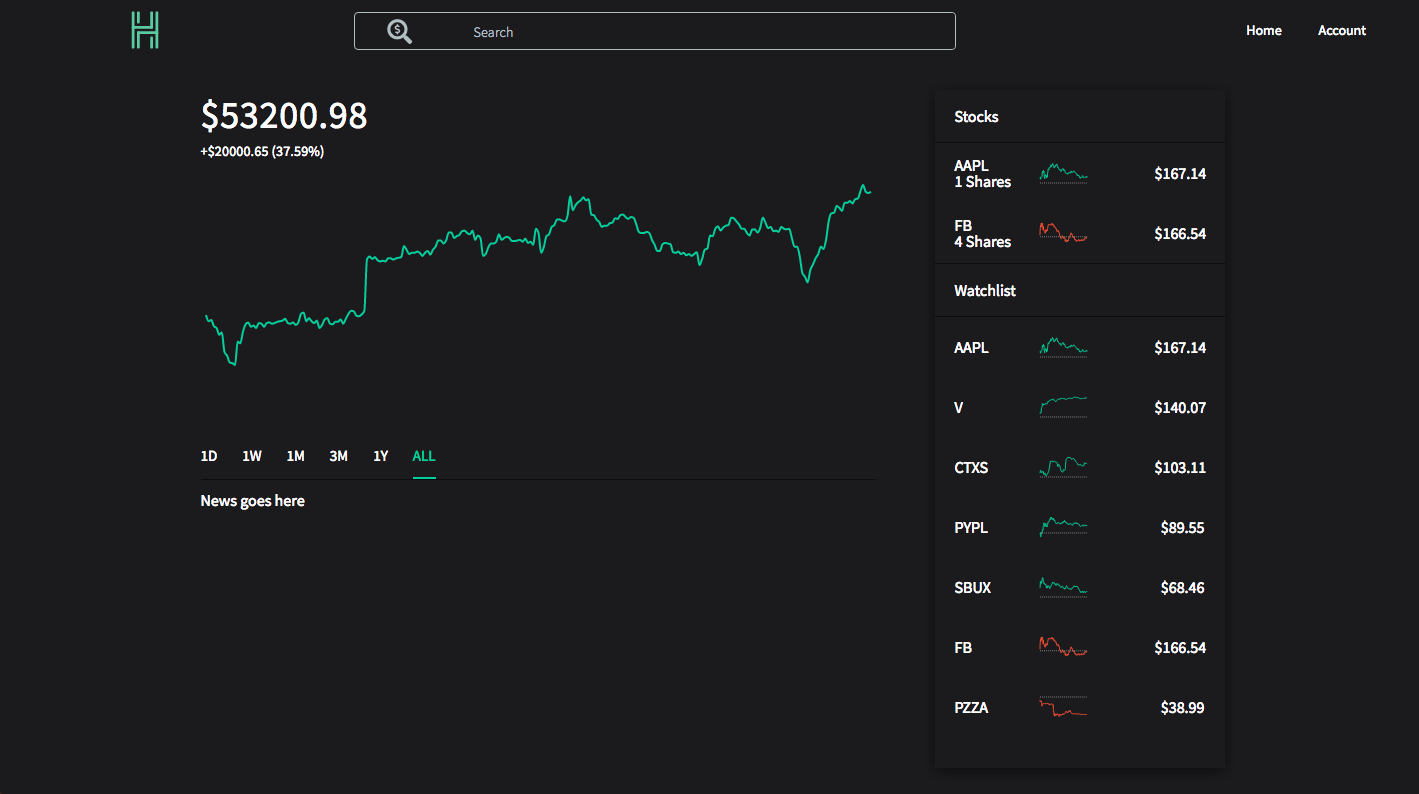 H
$
Search
Home
Account
$53200.98
+$20000.65 (37.59%)
1D 1W 1M 3M 1Y ALL
News goes here
Stocks
AAPL
1 Shares
$167.14
FB
4 Shares
$166.54
Watchlist
AAPL $167.14
V $140.07
CTXS $103.11
PYPL $89.55
SBUX $68.46
FB $166.54
PZZA $38.99